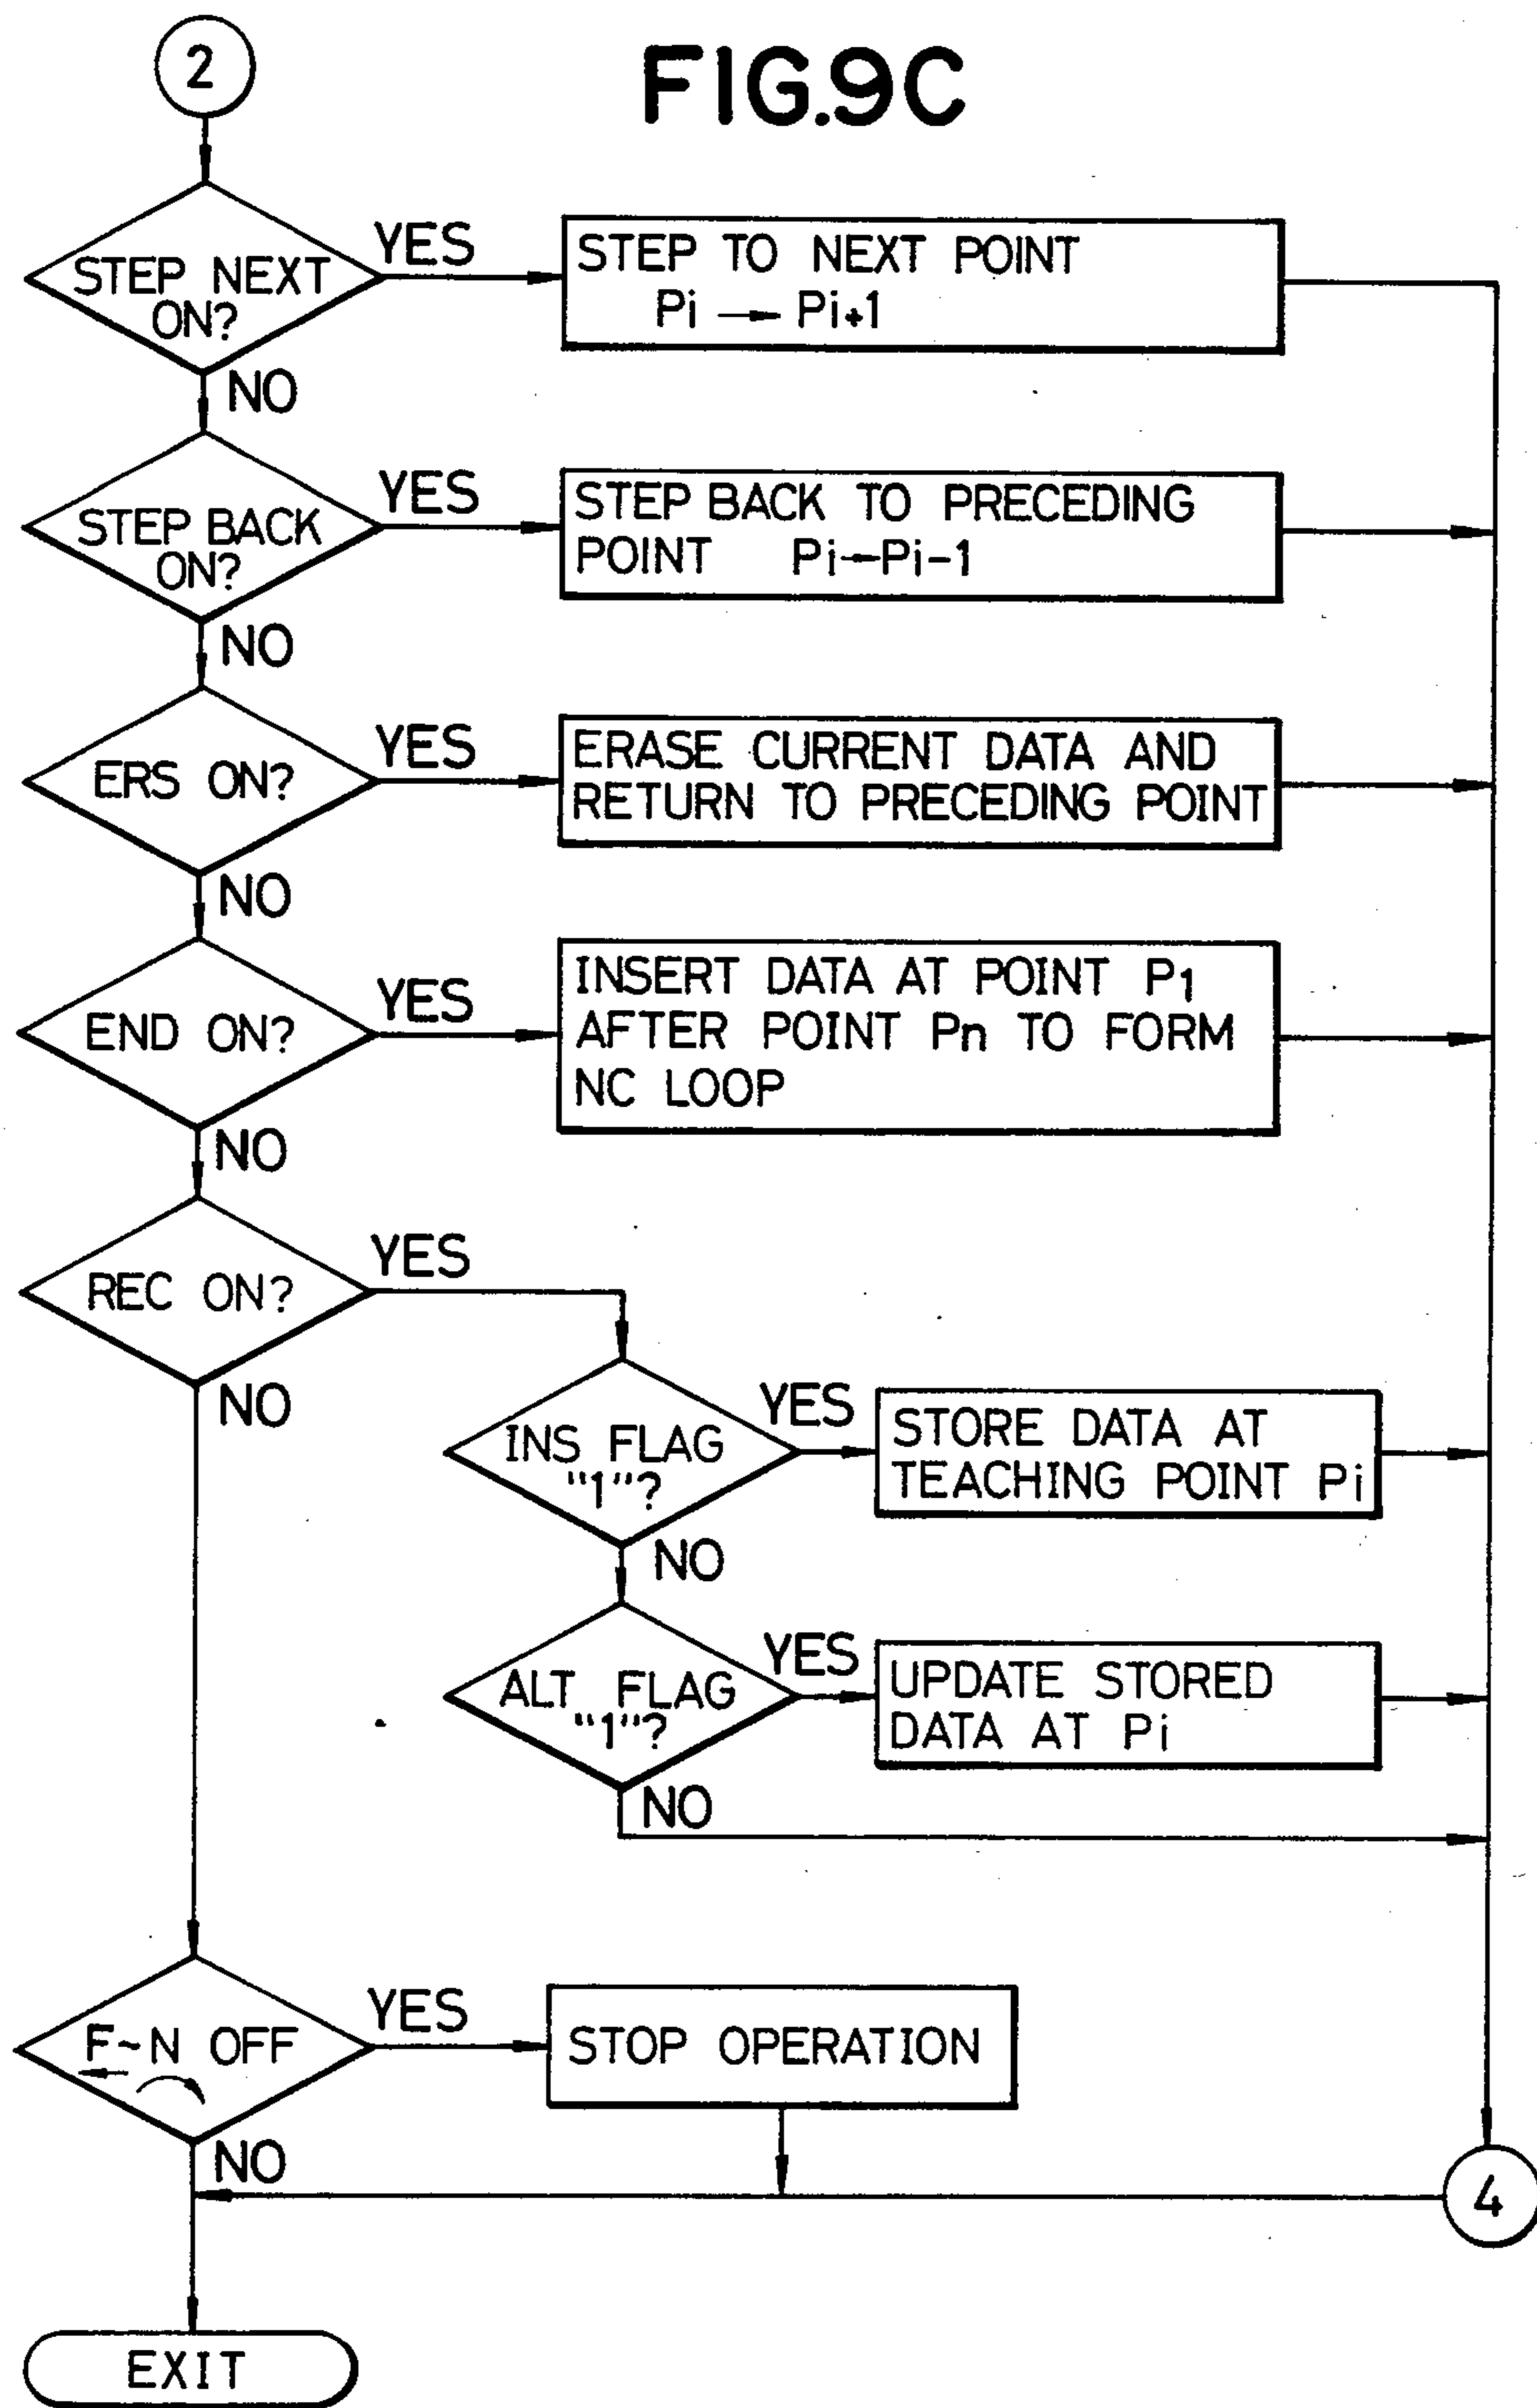 2
FIG.9C
STEP NEXT
ON?
YES
STEP TO NEXT POINT
Pi → Pi+1
NO
STEP BACK
ON?
YES
STEP BACK TO PRECEDING
POINT Pi→Pi-1
NO
ERS ON?
YES
ERASE CURRENT DATA AND
RETURN TO PRECEDING POINT
NO
END ON?
YES
INSERT DATA AT POINT P1
AFTER POINT Pn TO FORM
NC LOOP
NO
REC ON?
YES
NO
INS FLAG
"1"?
YES
STORE DATA AT
TEACHING POINT Pi
NO
ALT FLAG
"1"?
YES
UPDATE STORED
DATA AT Pi
NO
F~N OFF
YES
STOP OPERATION
NO
4
EXIT